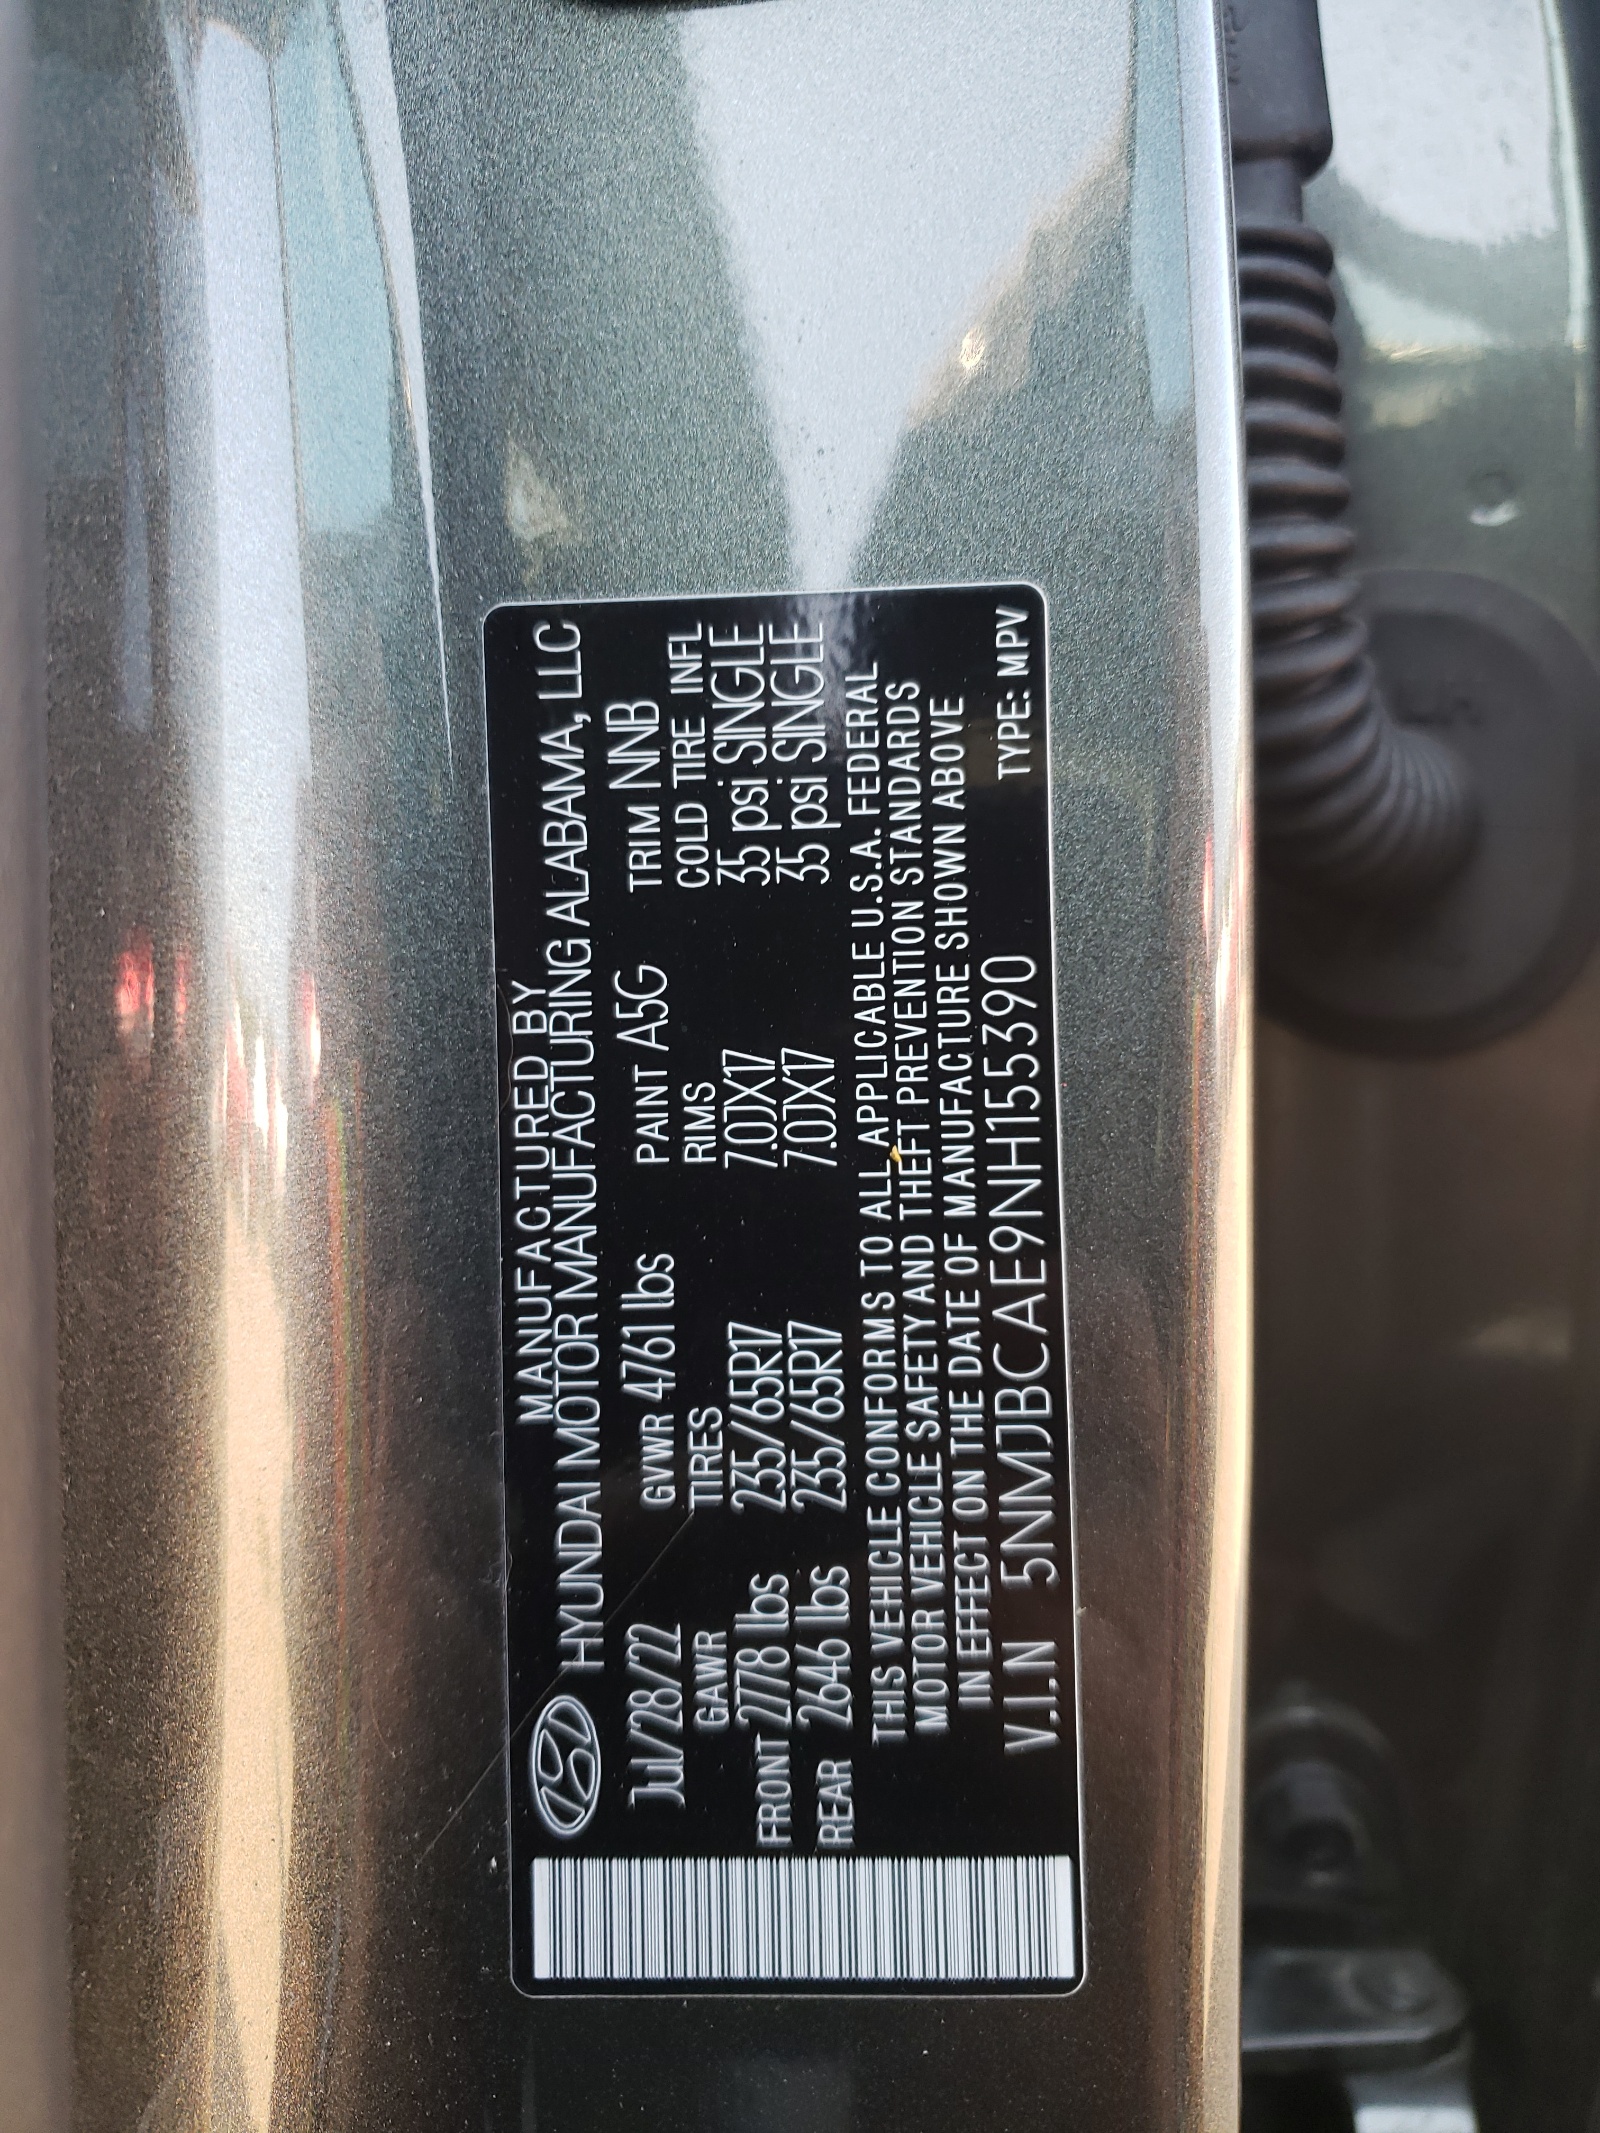 MANUFACTURED BY
HYUNDAI MOTOR MANUFACTURING ALABAMA, LLC
Jul/28/22 GVWR 4761 lbs PAINT A5G TRIM NNB
GAWR TIRES RIMS COLD TIRE INFL
FRONT 2778 lbs 235/65R17 7.0JX17 35 psi SINGLE
REAR 2646 lbs 235/65R17 7.0JX17 35 psi SINGLE
THIS VEHICLE CONFORMS TO ALL APPLICABLE U.S.A. FEDERAL
MOTOR VEHICLE SAFETY AND THEFT PREVENTION STANDARDS
IN EFFECT ON THE DATE OF MANUFACTURE SHOWN ABOVE
V.I.N 5NMJBCAE9NH155390 TYPE: MPV